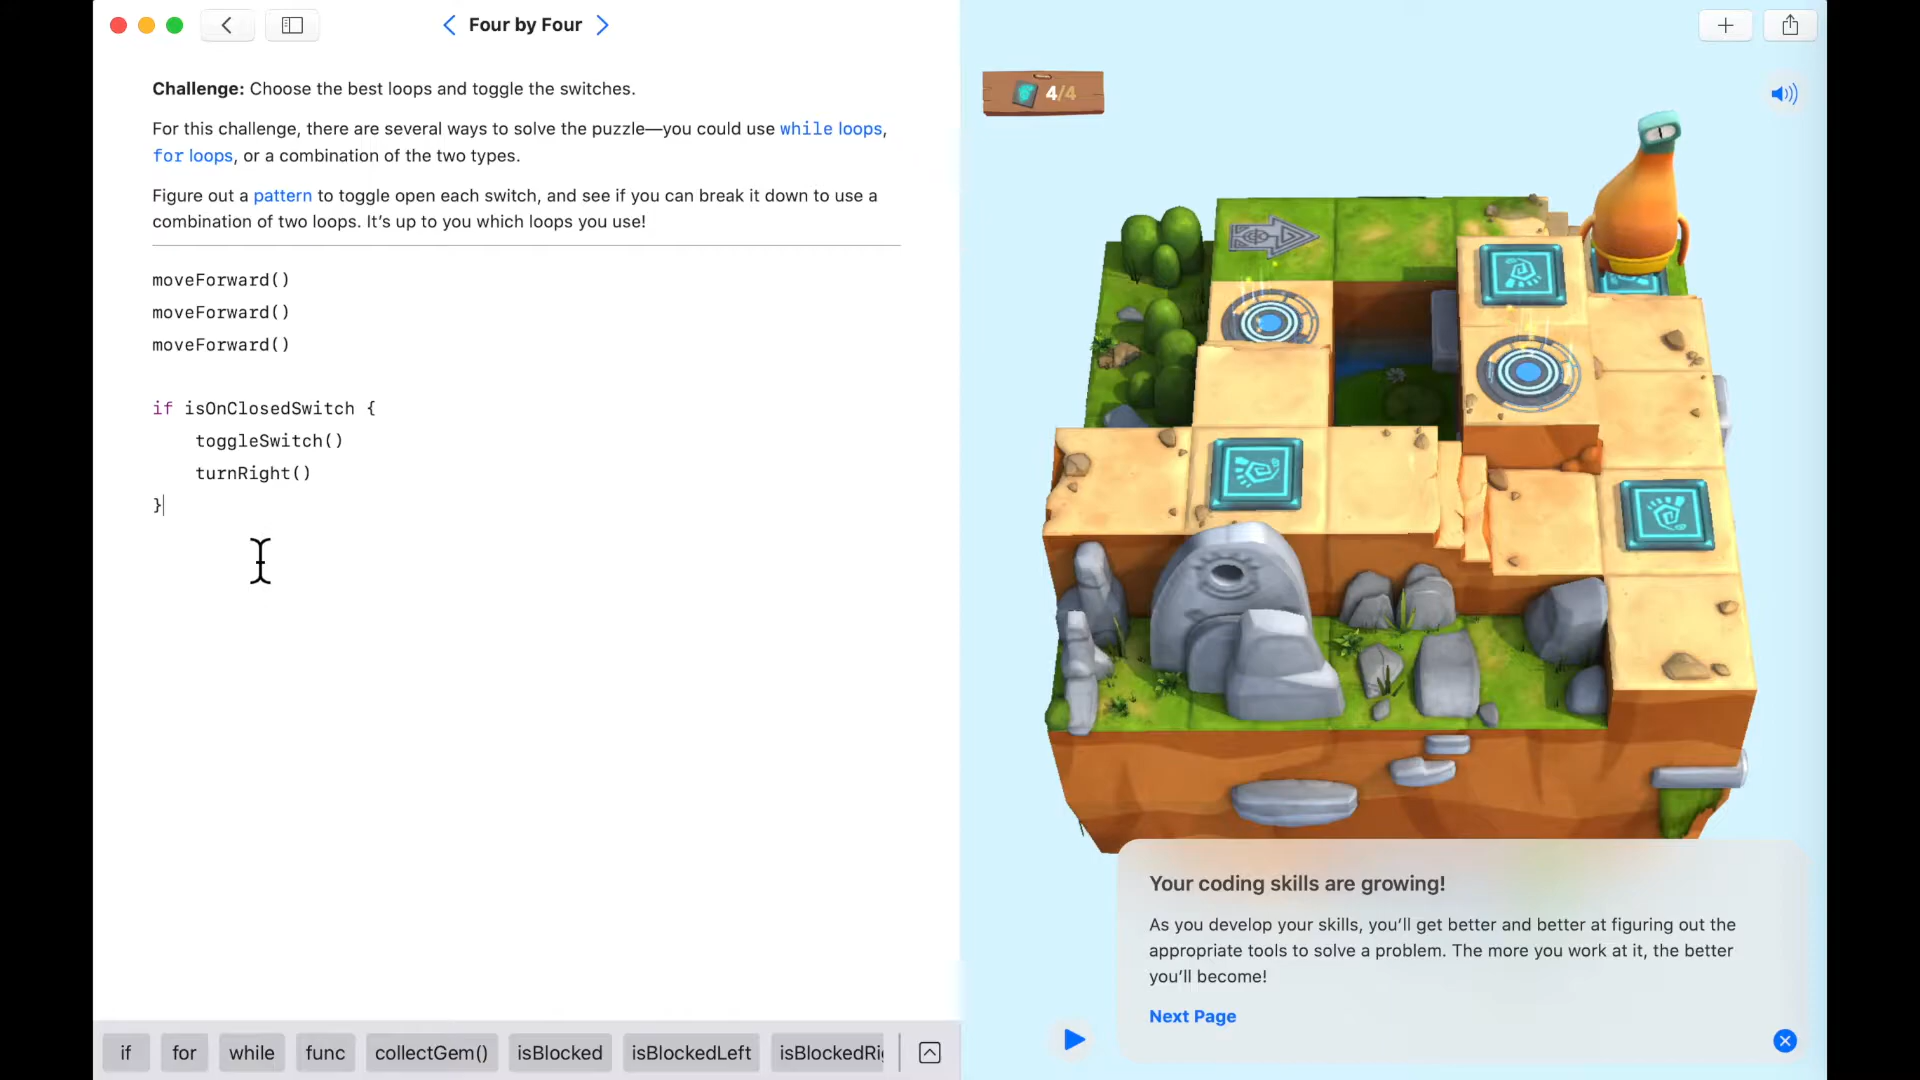 Four by Four
Challenge: Choose the best loops and toggle the switches.
For this challenge, there are several ways to solve the puzzle—you could use while loops,
for loops, or a combination of the two types.
Figure out a pattern to toggle open each switch, and see if you can break it down to use a
combination of two loops. It’s up to you which loops you use!
moveForward()
moveForward()
moveForward()
if isOnClosedSwitch {
toggleSwitch()
turnRight()
}
if for while func collectGem() isBlocked isBlockedLeft isBlockedRi
4/4
Your coding skills are growing!
As you develop your skills, you’ll get better and better at figuring out the
appropriate tools to solve a problem. The more you work at it, the better
you’ll become!
Next Page